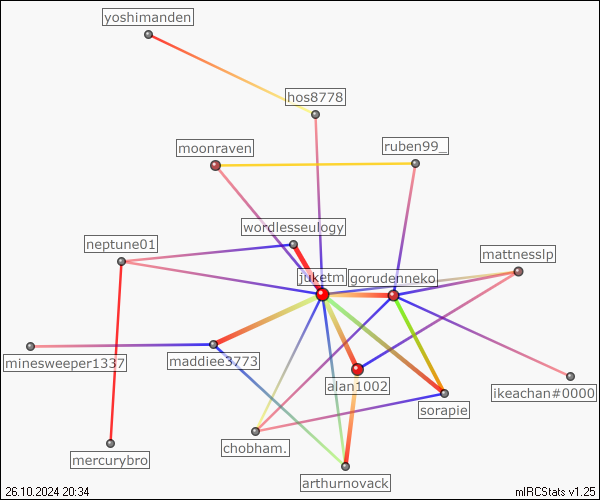 yoshimanden
hos8778
ruben99_
moonraven
wordlesseulogy
neptune01
mattnesslp
juketm
gorudenneko
minesweeper1337
maddiee3773
alan1002
ikeachan#0000
sorapie
chobham.
mercurybro
arthurnovack
26.10.2024 20:34
mIRCStats v1.25